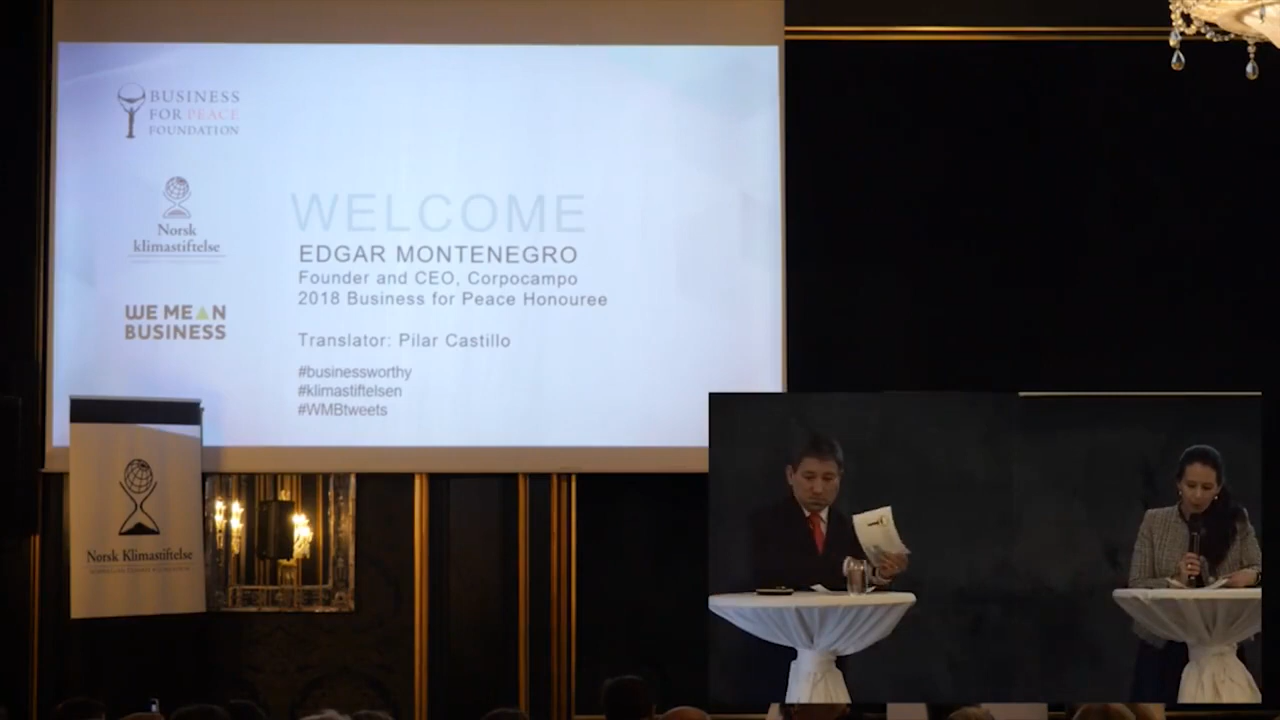 BUSINESS
FOR PEACE
FOUNDATION
Norsk
klimastiftelse
WE MEAN
BUSINESS
WELCOME
EDGAR MONTENEGRO
Founder and CEO, Corpocampo
2018 Business for Peace Honouree
Translator: Pilar Castillo
#businessworthy
#klimastiftelsen
#WMBtweets
Norsk Klimastiftelse